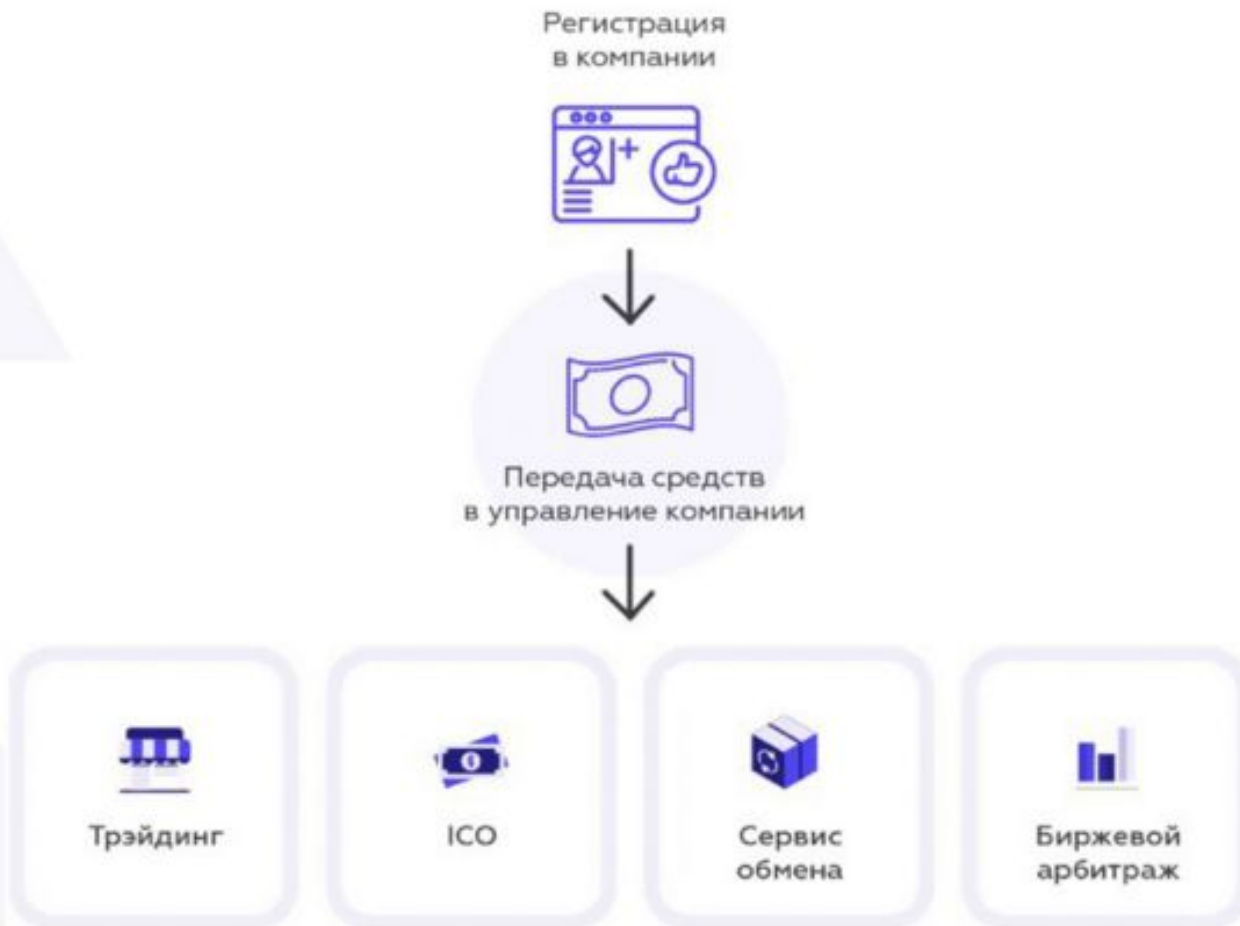 Регистрация
в компании
Передача средств
в управление компании
Трэйдинг
ICO
Сервис
обмена
Биржевой
арбитраж